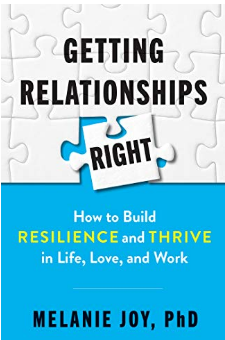 GETTING
RELATIONSHIPS
RIGHT
How to Build
RESILIENCE and THRIVE
in Life, Love, and Work
MELANIE JOY, PhD